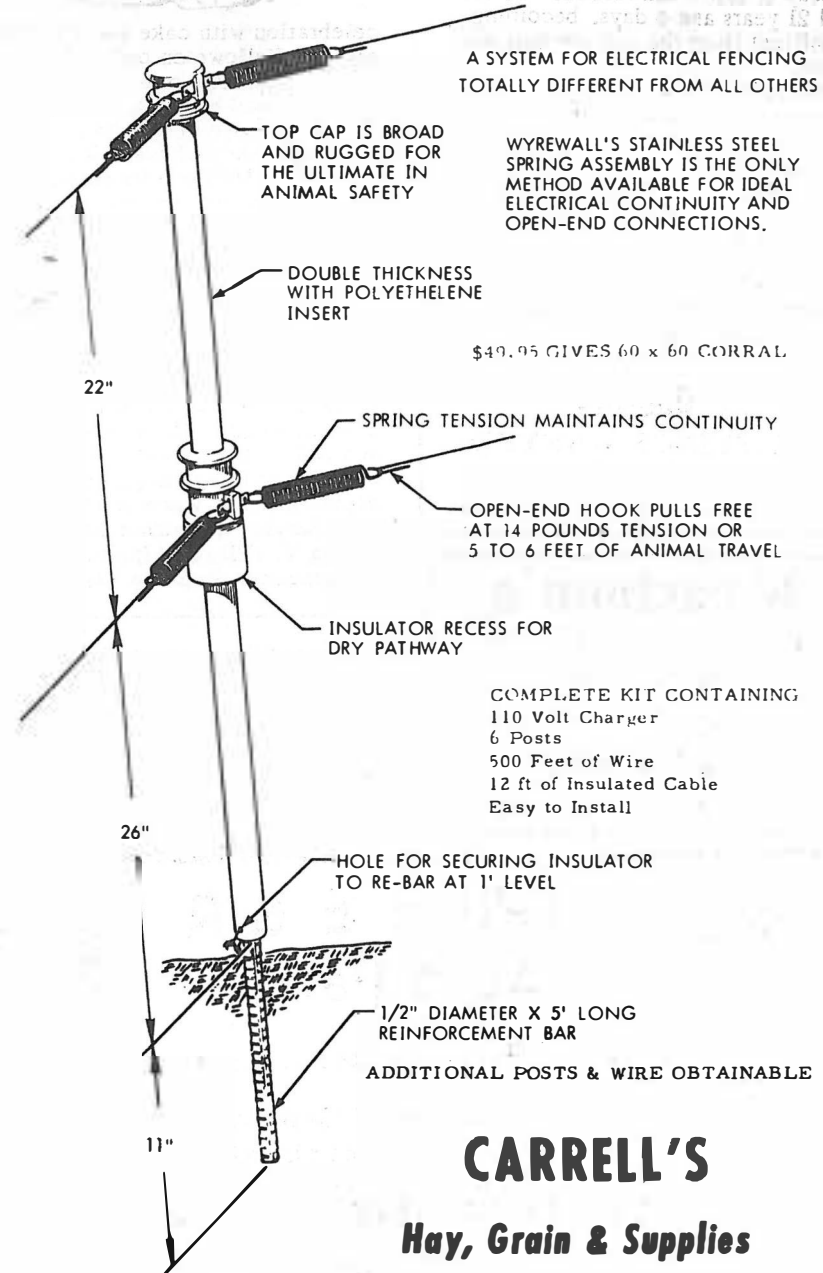 A SYSTEM FOR ELECTRICAL FENCING
TOTALLY DIFFERENT FROM ALL OTHERS
TOP CAP IS BROAD
AND RUGGED FOR
THE ULTIMATE IN
ANIMAL SAFETY
WYREWALL'S STAINLESS STEEL
SPRING ASSEMBLY IS THE ONLY
METHOD AVAILABLE FOR IDEAL
ELECTRICAL CONTINUITY AND
OPEN-END CONNECTIONS.
DOUBLE THICKNESS
WITH POLYETHELENE
INSERT
$49.95 GIVES 60 x 60 CORRAL
22"
SPRING TENSION MAINTAINS CONTINUITY
OPEN-END HOOK PULLS FREE
AT 14 POUNDS TENSION OR
5 TO 6 FEET OF ANIMAL TRAVEL
INSULATOR RECESS FOR
DRY PATHWAY
COMPLETE KIT CONTAINING
110 Volt Charger
6 Posts
500 Feet of Wire
12 ft of Insulated Cable
Easy to Install
26"
HOLE FOR SECURING INSULATOR
TO RE-BAR AT 1' LEVEL
1/2" DIAMETER X 5' LONG
REINFORCEMENT BAR
ADDITIONAL POSTS & WIRE OBTAINABLE
11"
CARRELL'S
Hay, Grain & Supplies